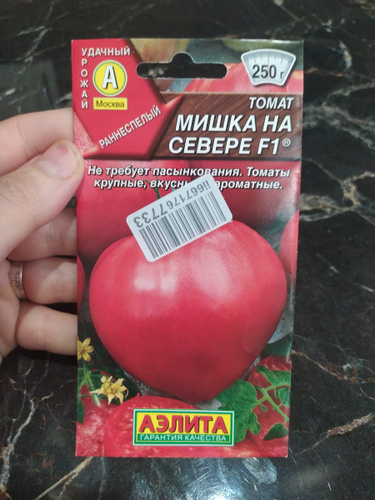 УДАЧНЫЙ
УРОЖАЙ
А
Москва
250 г
РАННЕСПЕЛЫЙ
ТОМАТ
МИШКА НА
СЕВЕРЕ F1®
Не требует пасынкования. Томаты
крупные, ароматные.
7733
АЭЛИТА
ГАРАНТИЯ КАЧЕСТВА